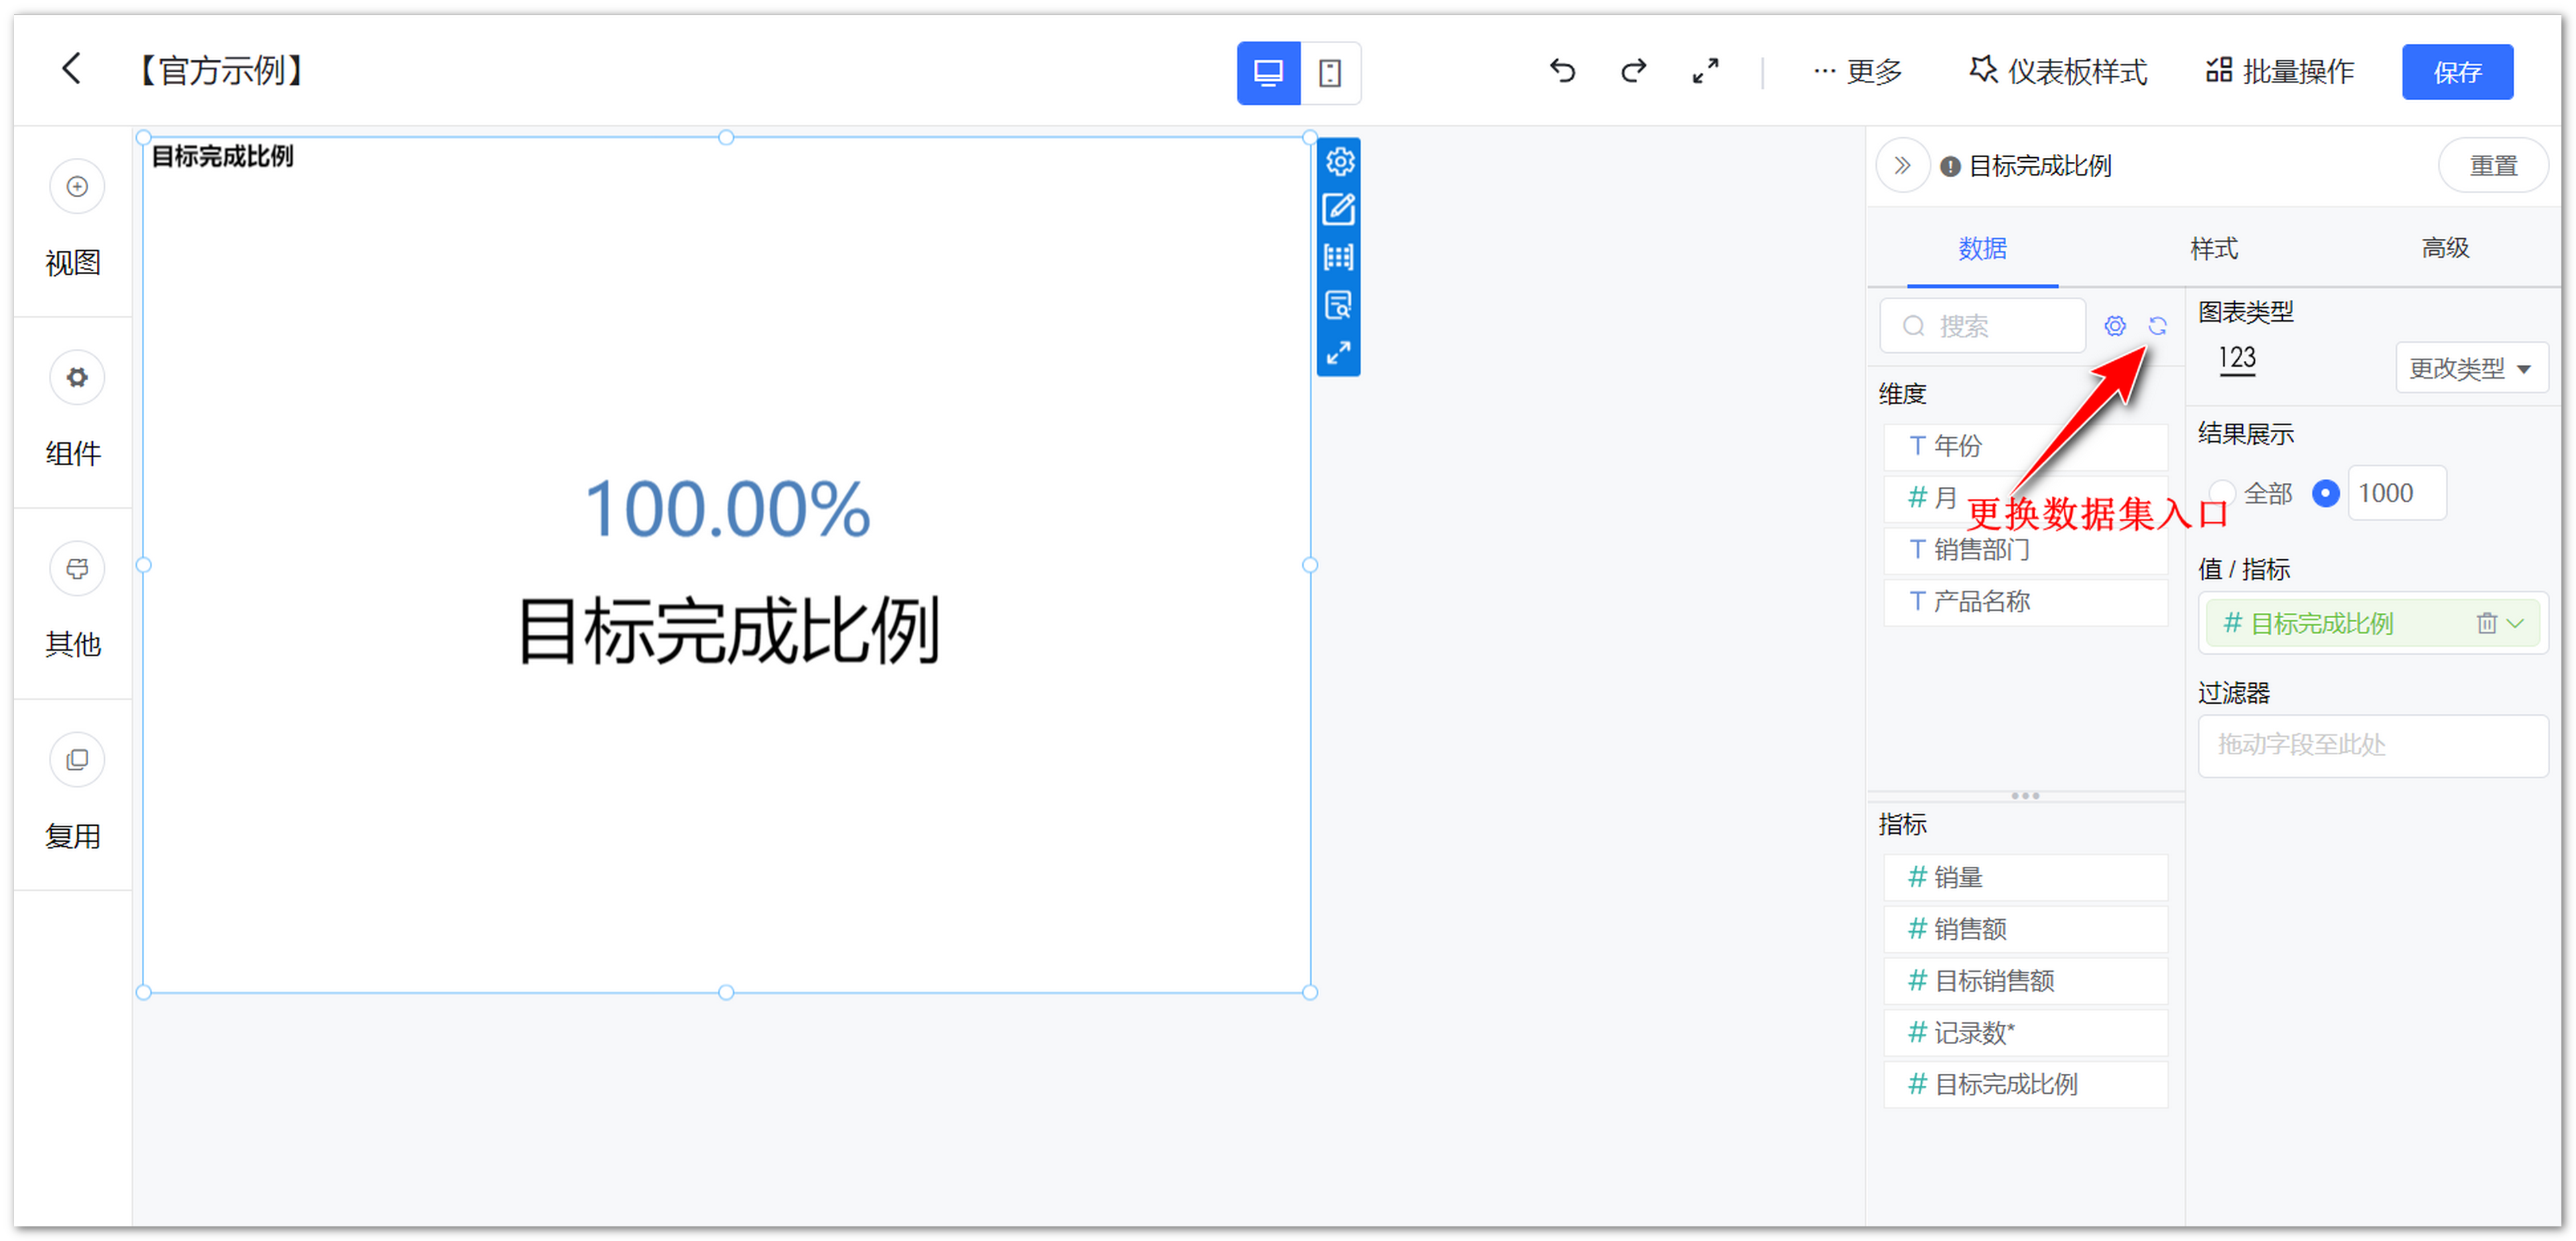 【官方示例】
··· 更多
仪表板样式
批量操作
保存
视图
组件
其他
复用
目标完成比例
100.00%
目标完成比例
目标完成比例
重置
数据
样式
高级
搜索
维度
T 年份
# 月
T 销售部门
T 产品名称
更换数据集入口
指标
# 销量
# 销售额
# 目标销售额
# 记录数*
# 目标完成比例
图表类型
123
更改类型
结果展示
全部
1000
值 / 指标
# 目标完成比例
过滤器
拖动字段至此处